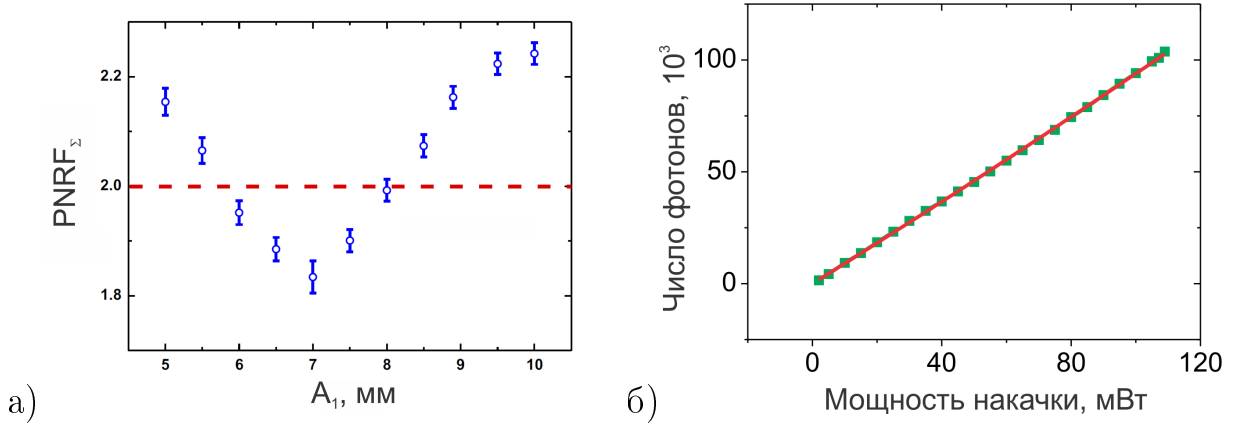 PNRF_Σ
2.2
2.0
1.8
5 6 7 8 9 10
A₁, мм
а)
Число фотонов, 10³
100
50
0
0 40 80 120
Мощность накачки, мВт
б)